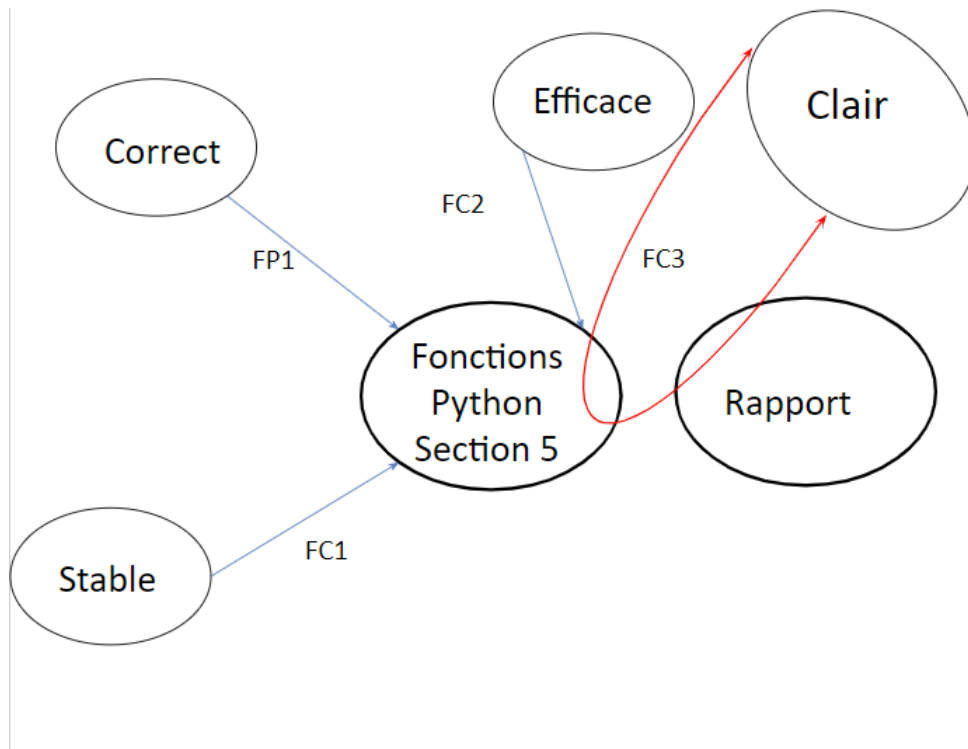 Efficace
Clair
Correct
FC2
FP1
FC3
Fonctions
Python
Section 5
Rapport
FC1
Stable